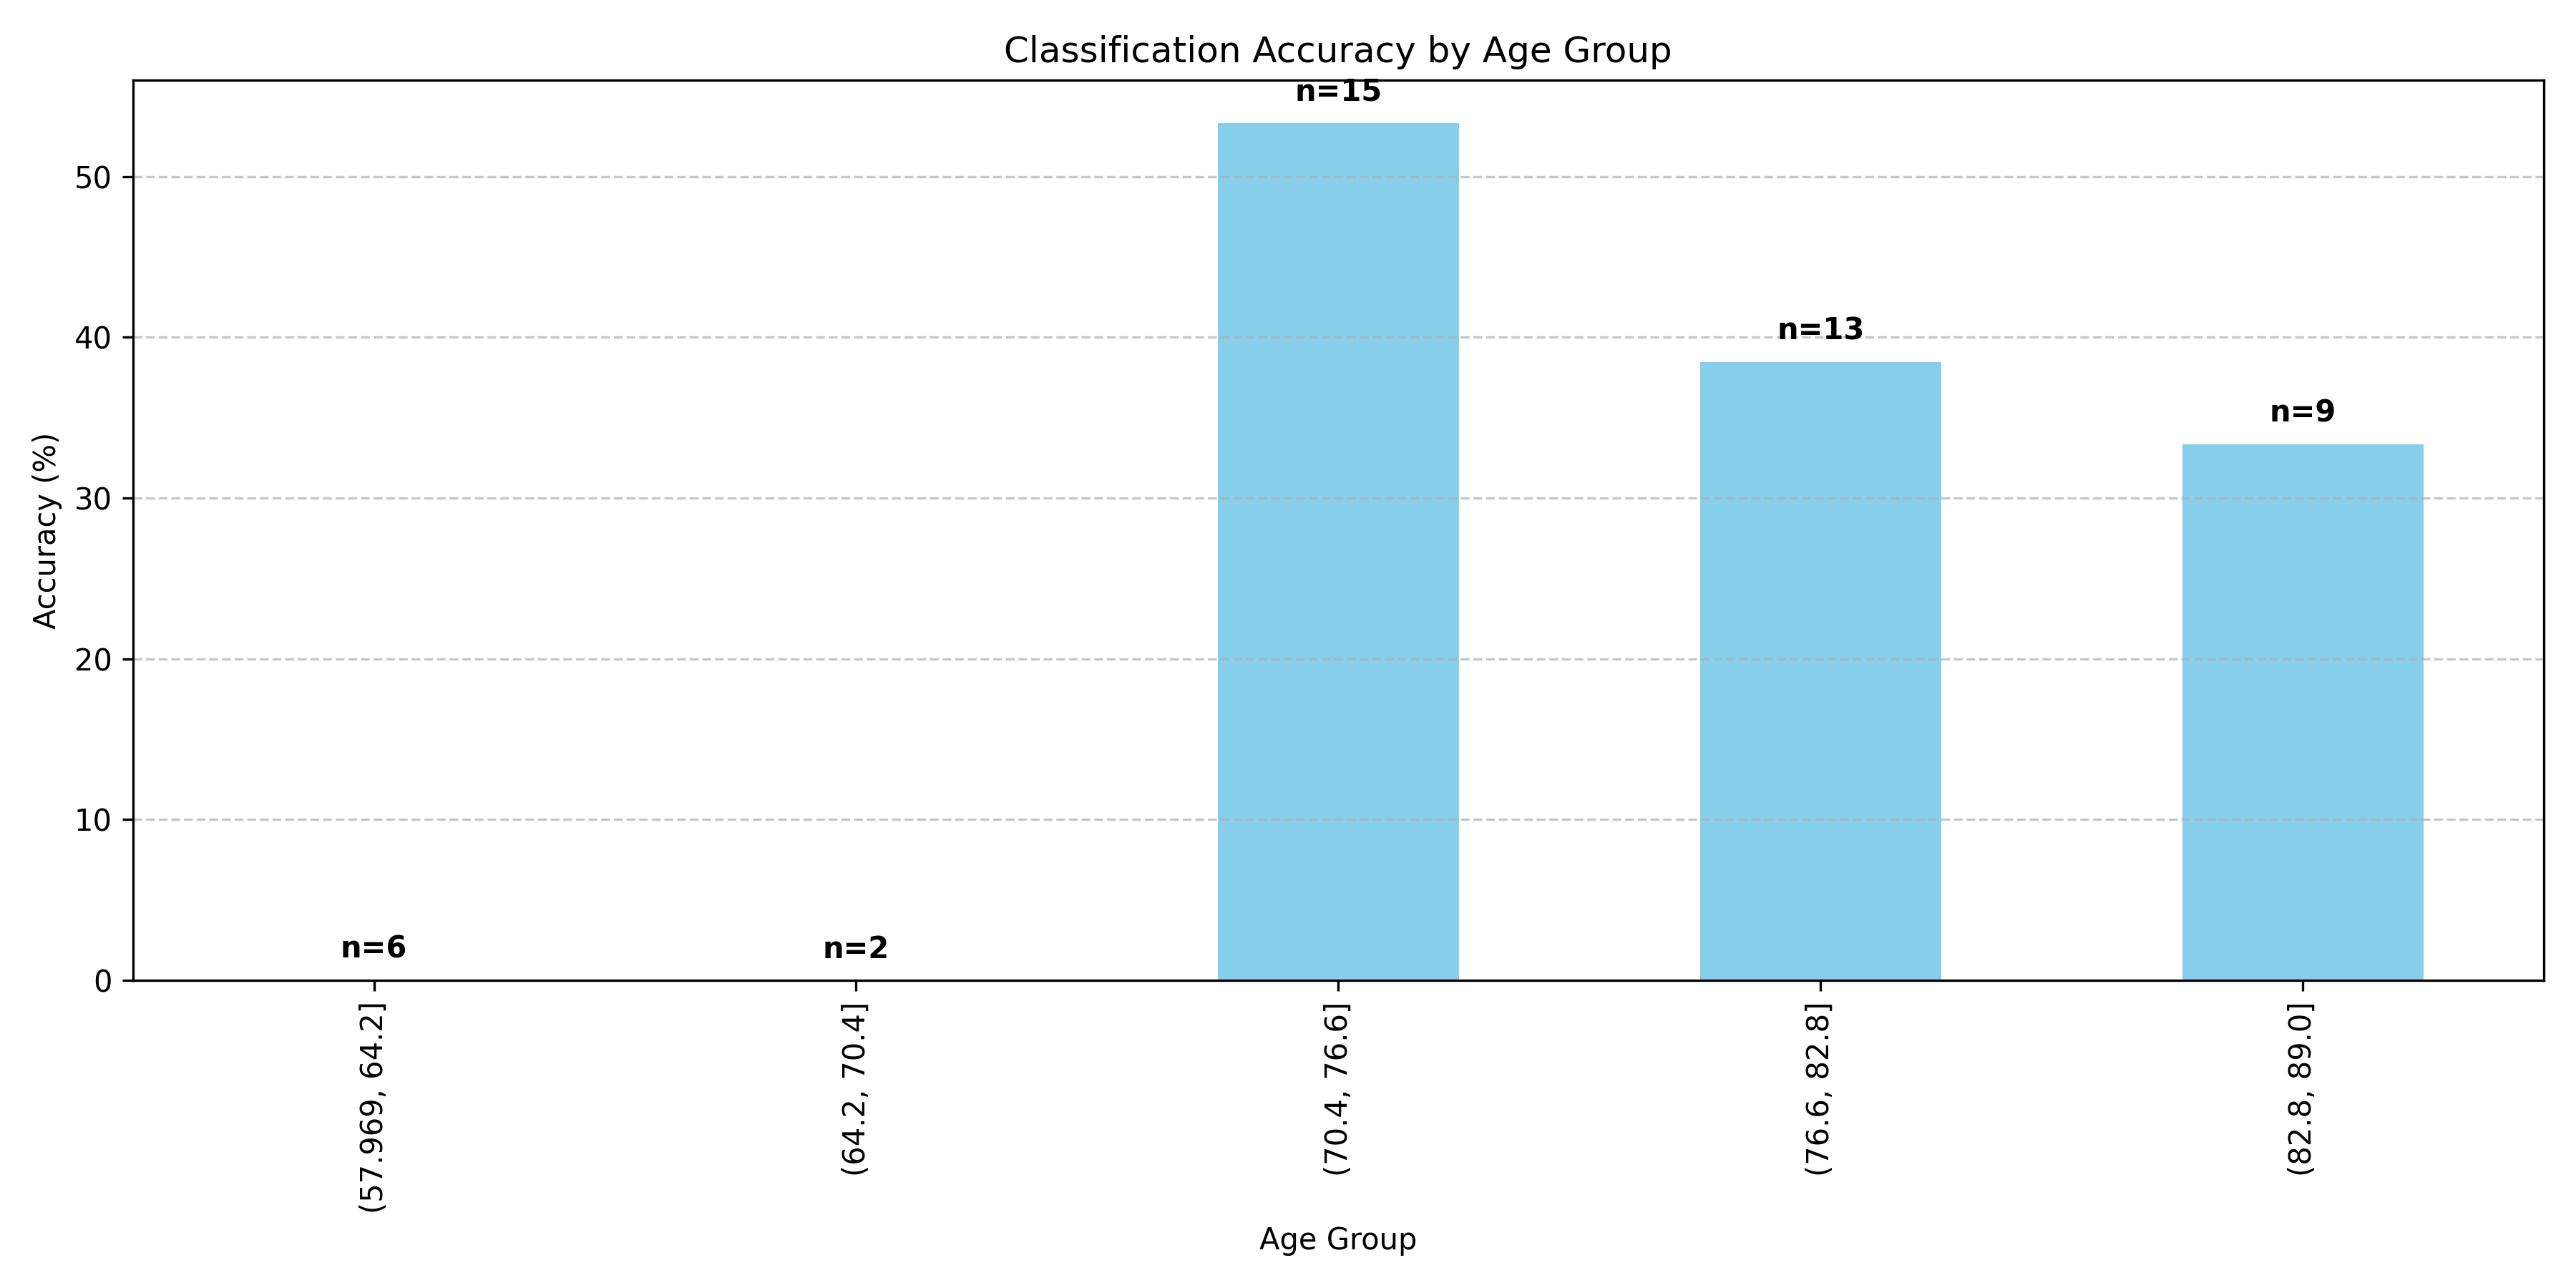 Classification Accuracy by Age Group
n=15
50
n=13
40
n=9
Accuracy (%)
30
20
10
n=6
n=2
0
(57.969, 64.2]
(64.2, 70.4]
(70.4, 76.6]
(76.6, 82.8]
(82.8, 89.0]
Age Group